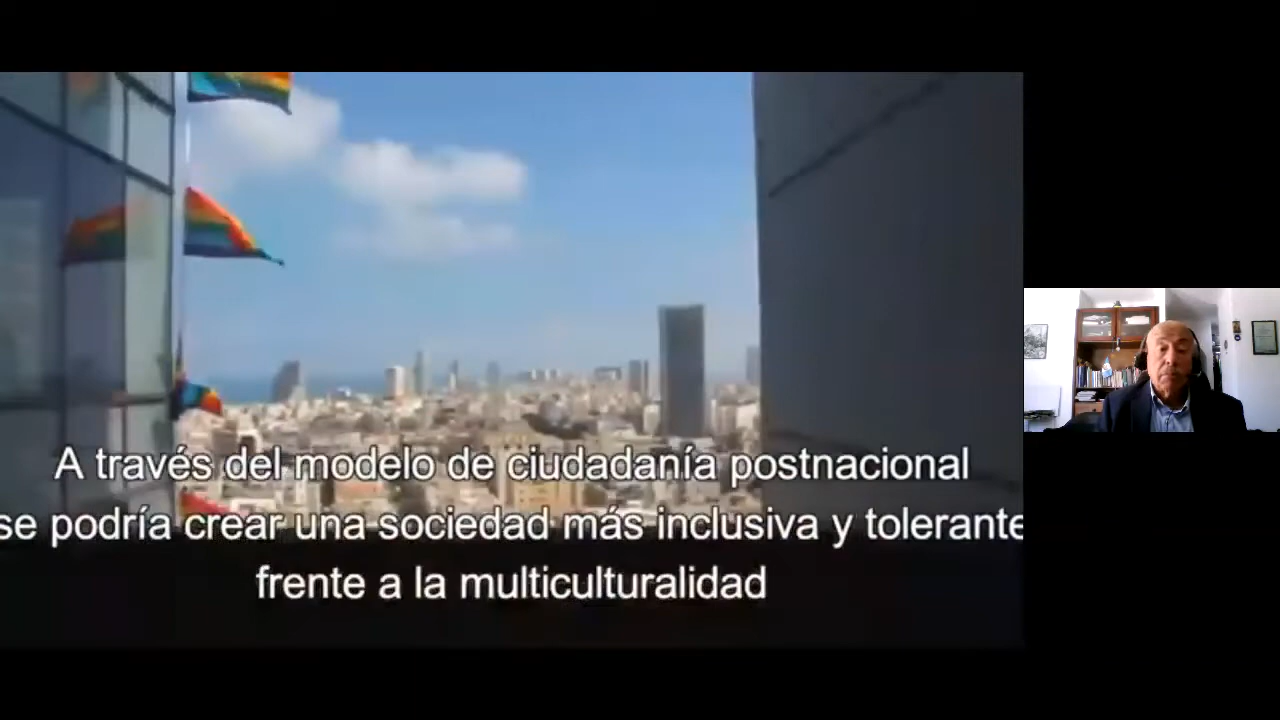 A través del modelo de ciudadanía postnacional
se podría crear una sociedad más inclusiva y tolerante
frente a la multiculturalidad